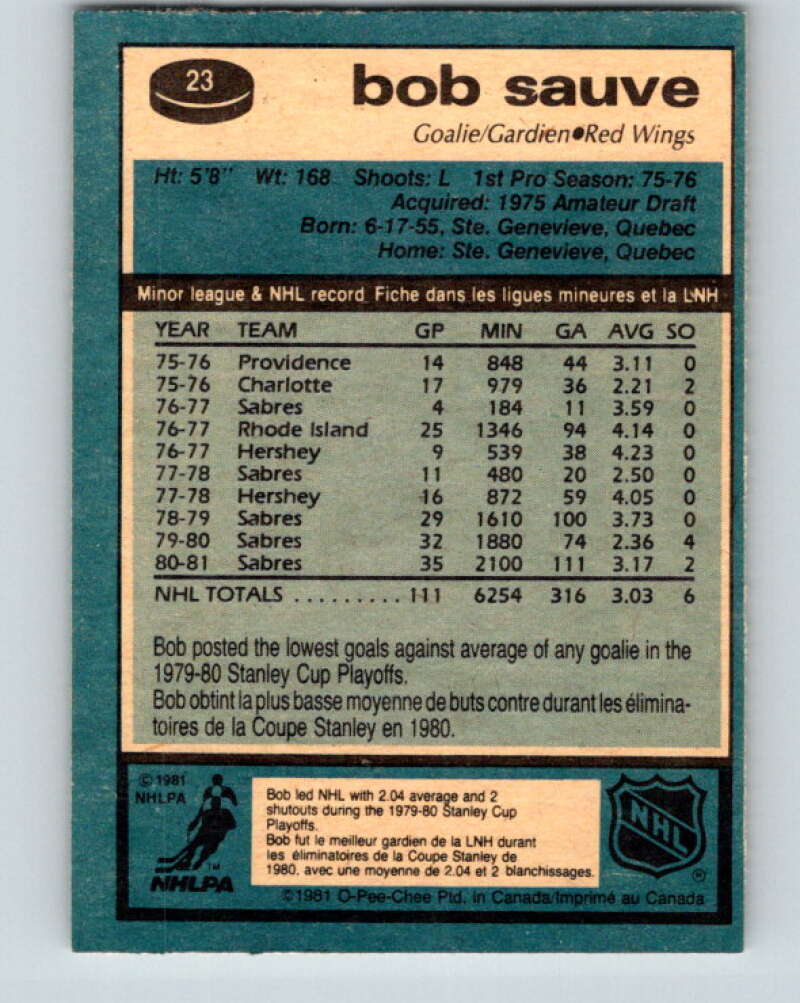 23
bob sauve
Goalie/Gardien●Red Wings
Ht: 5'8" Wt: 168 Shoots: L 1st Pro Season: 75-76
Acquired: 1975 Amateur Draft
Born: 6-17-55, Ste. Genevieve, Quebec
Home: Ste. Genevieve, Quebec
Minor league & NHL record Fiche dans les ligues mineures et la LNH
YEAR TEAM GP MIN GA AVG SO
75-76 Providence 14 848 44 3.11 0
75-76 Charlotte 17 979 36 2.21 2
76-77 Sabres 4 184 11 3.59 0
76-77 Rhode Island 25 1346 94 4.14 0
76-77 Hershey 9 539 38 4.23 0
77-78 Sabres 11 480 20 2.50 0
77-78 Hershey 16 872 59 4.05 0
78-79 Sabres 29 1610 100 3.73 0
79-80 Sabres 32 1880 74 2.36 4
80-81 Sabres 35 2100 111 3.17 2
NHL TOTALS ......... 111 6254 316 3.03 6
Bob posted the lowest goals against average of any goalie in the
1979-80 Stanley Cup Playoffs.
Bob obtint la plus basse moyenne de buts contre durant les élimina-
toires de la Coupe Stanley en 1980.
© 1981
NHLPA
TM
NHLPA
Bob led NHL with 2.04 average and 2
shutouts during the 1979-80 Stanley Cup
Playoffs.
Bob fut le meilleur gardien de la LNH durant
les éliminatoires de la Coupe Stanley de
1980, avec une moyenne de 2.04 et 2 blanchissages.
NHL
®
©1981 O-Pee-Chee Ptd. in Canada/Imprimé au Canada